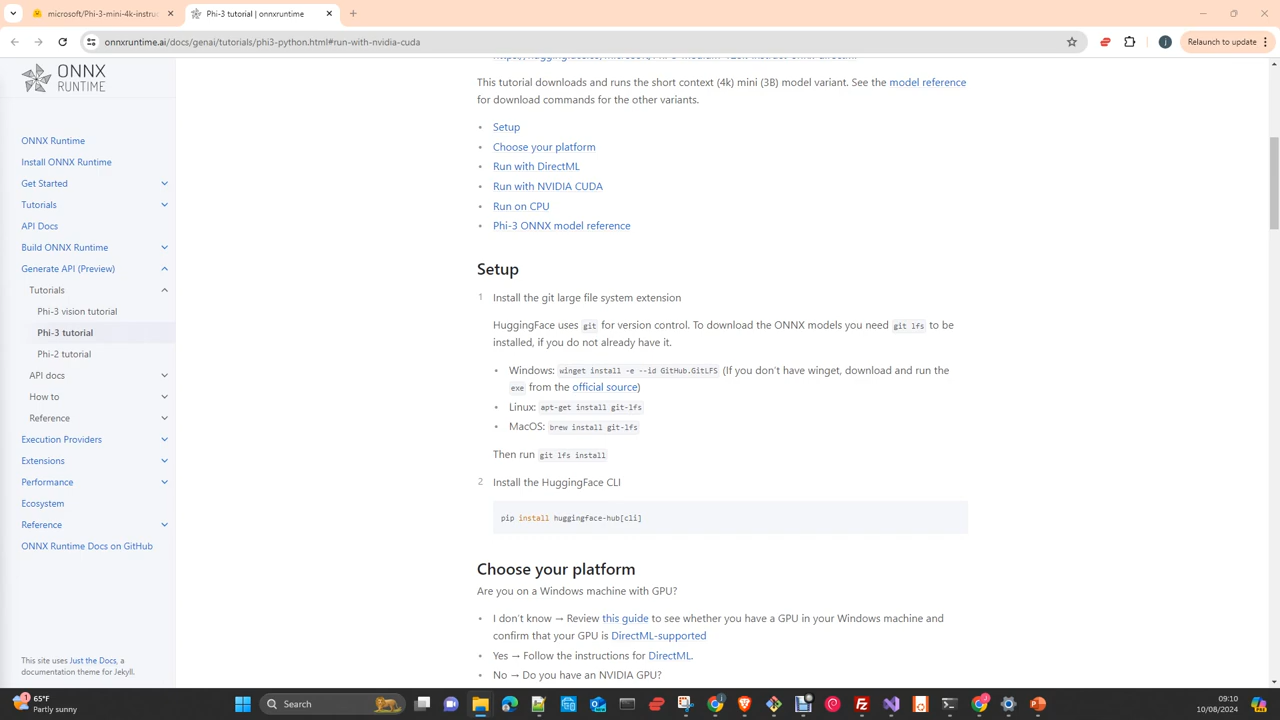 microsoft/Phi-3-mini-4k-instruc
Phi-3 tutorial | onnxruntime
onnxruntime.ai/docs/genai/tutorials/phi3-python.html#run-with-nvidia-cuda
i
Relaunch to update
ONNX
RUNTIME
ONNX Runtime
Install ONNX Runtime
Get Started
Tutorials
API Docs
Build ONNX Runtime
Generate API (Preview)
Tutorials
Phi-3 vision tutorial
Phi-3 tutorial
Phi-2 tutorial
API docs
How to
Reference
Execution Providers
Extensions
Performance
Ecosystem
Reference
ONNX Runtime Docs on GitHub
This site uses Just the Docs, a
documentation theme for Jekyll.
This tutorial downloads and runs the short context (4k) mini (3B) model variant. See the model reference
for download commands for the other variants.
• Setup
• Choose your platform
• Run with DirectML
• Run with NVIDIA CUDA
• Run on CPU
• Phi-3 ONNX model reference
Setup
1 Install the git large file system extension
HuggingFace uses git for version control. To download the ONNX models you need git lfs to be
installed, if you do not already have it.
• Windows: winget install -e --id GitHub.GitLFS (If you don't have winget, download and run the
exe from the official source)
• Linux: apt-get install git-lfs
• MacOS: brew install git-lfs
Then run git lfs install
2 Install the HuggingFace CLI
pip install huggingface-hub[cli]
Choose your platform
Are you on a Windows machine with GPU?
• I don't know → Review this guide to see whether you have a GPU in your Windows machine and
confirm that your GPU is DirectML-supported
• Yes → Follow the instructions for DirectML.
• No → Do you have an NVIDIA GPU?
1
65°F
Partly sunny
Search
09:10
10/08/2024